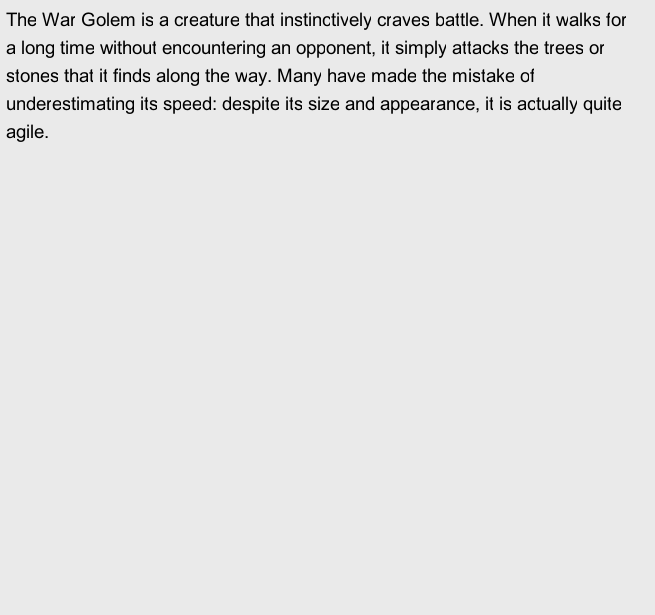 The War Golem is a creature that instinctively craves battle. When it walks for
a long time without encountering an opponent, it simply attacks the trees or
stones that it finds along the way. Many have made the mistake of
underestimating its speed: despite its size and appearance, it is actually quite
agile.